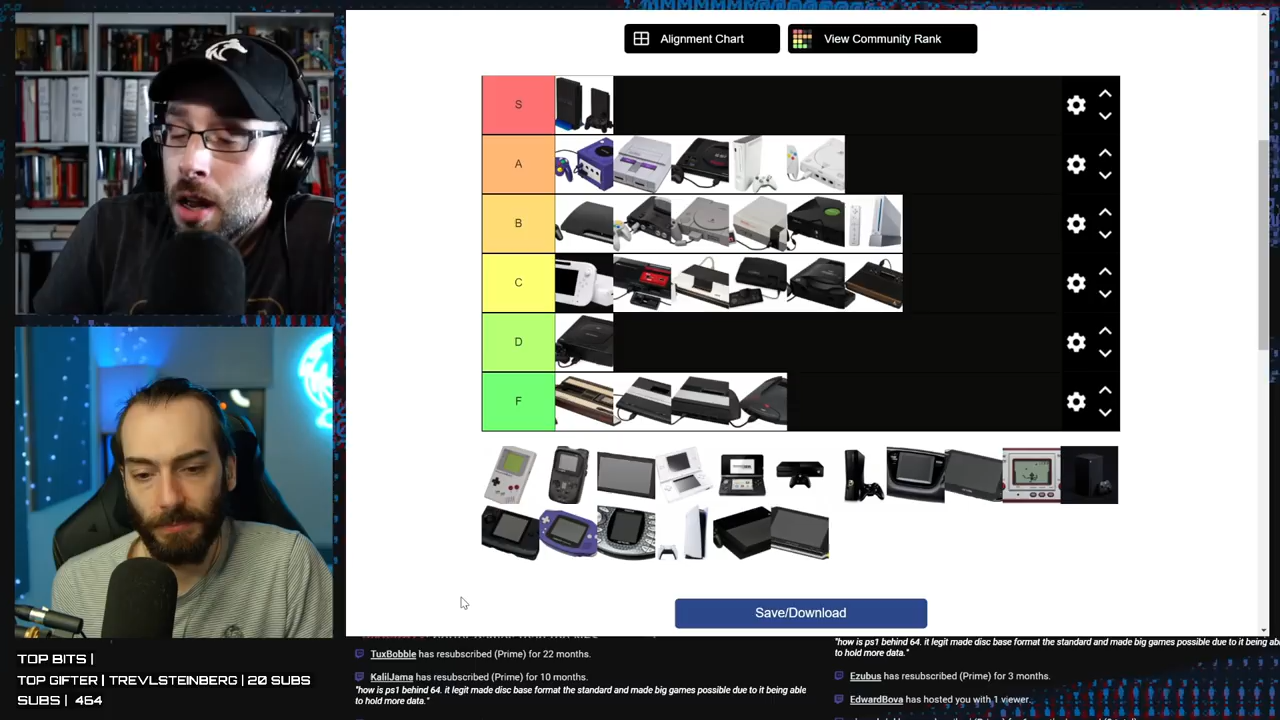 Alignment Chart
View Community Rank
S
A
B
C
D
F
Save/Download
TOP BITS |
TOP GIFTER | TREVLSTEINBERG | 20 SUBS
SUBS | 464
TuxBobble has resubscribed (Prime) for 22 months.
KalilJama has resubscribed (Prime) for 10 months.
"how is ps1 behind 64. it legit made disc base format the standard and made big games possible due to it being able
to hold more data."
"how is ps1 behind 64. it legit made disc base format the standard and made big games possible due to it being
to hold more data."
Ezubus has resubscribed (Prime) for 3 months.
EdwardBova has hosted you with 1 viewer.